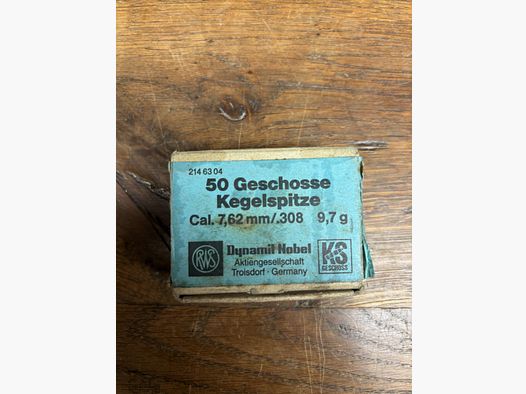 214 63 04
50 Geschosse
Kegelspitze
Cal. 7,62 mm/.308 9,7 g
RWS
Dynamit Nobel
Aktiengesellschaft
Troisdorf · Germany
KS
GESCHOSS